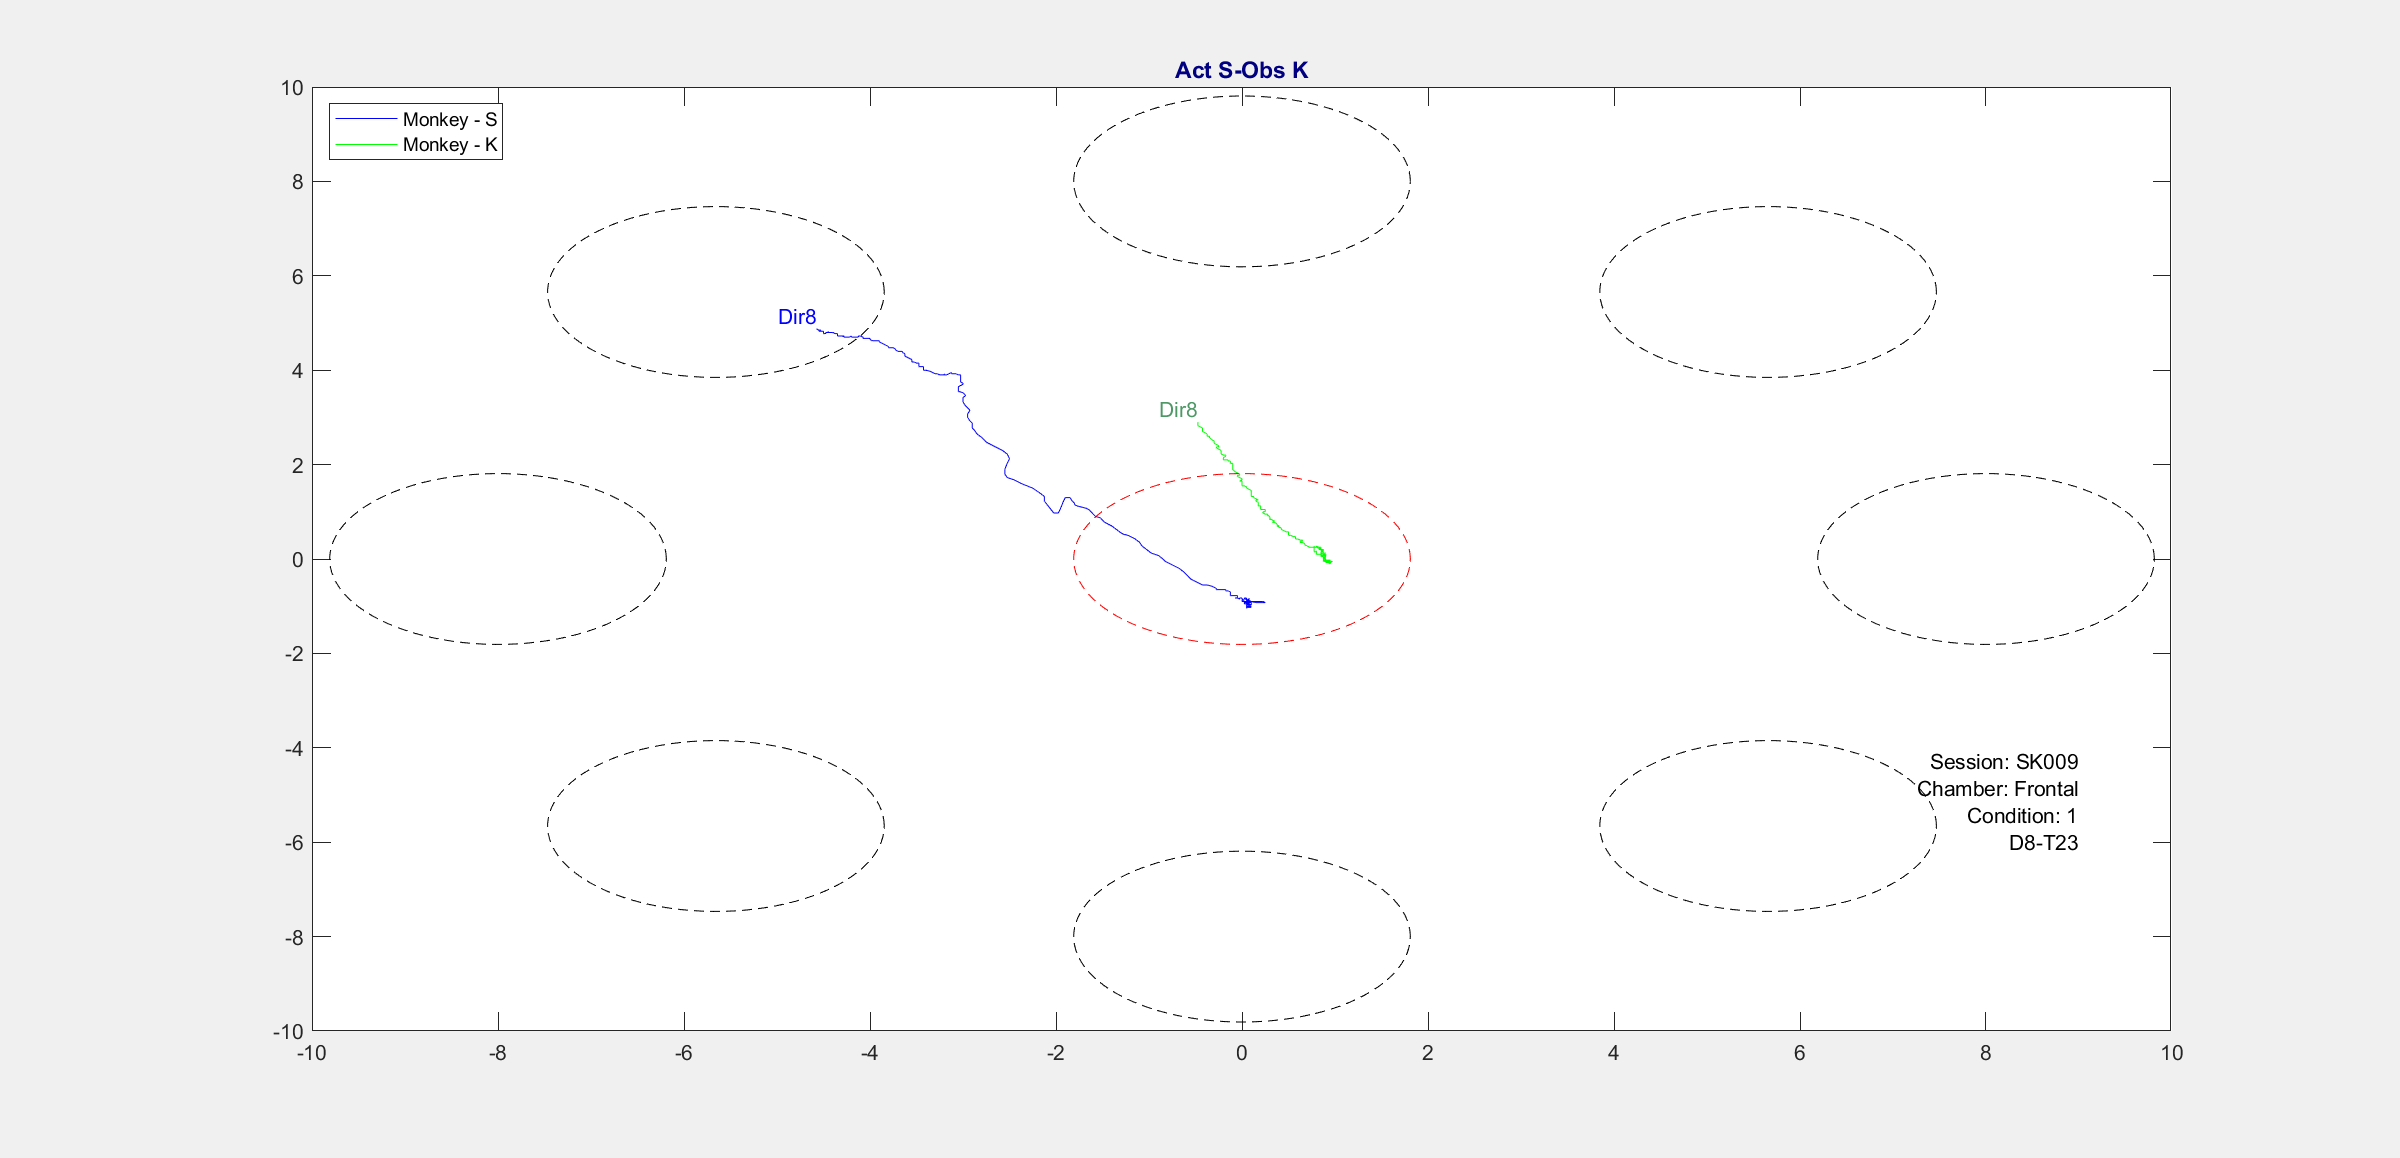 Act S-Obs K
10
Monkey - S
Monkey - K
8
6
Dir8
4
Dir8
2
0
-2
-4
Session: SK009
Chamber: Frontal
Condition: 1
-6
D8-T23
-8
-10
-10 -8 -6 -4 -2 0 2 4 6 8 10